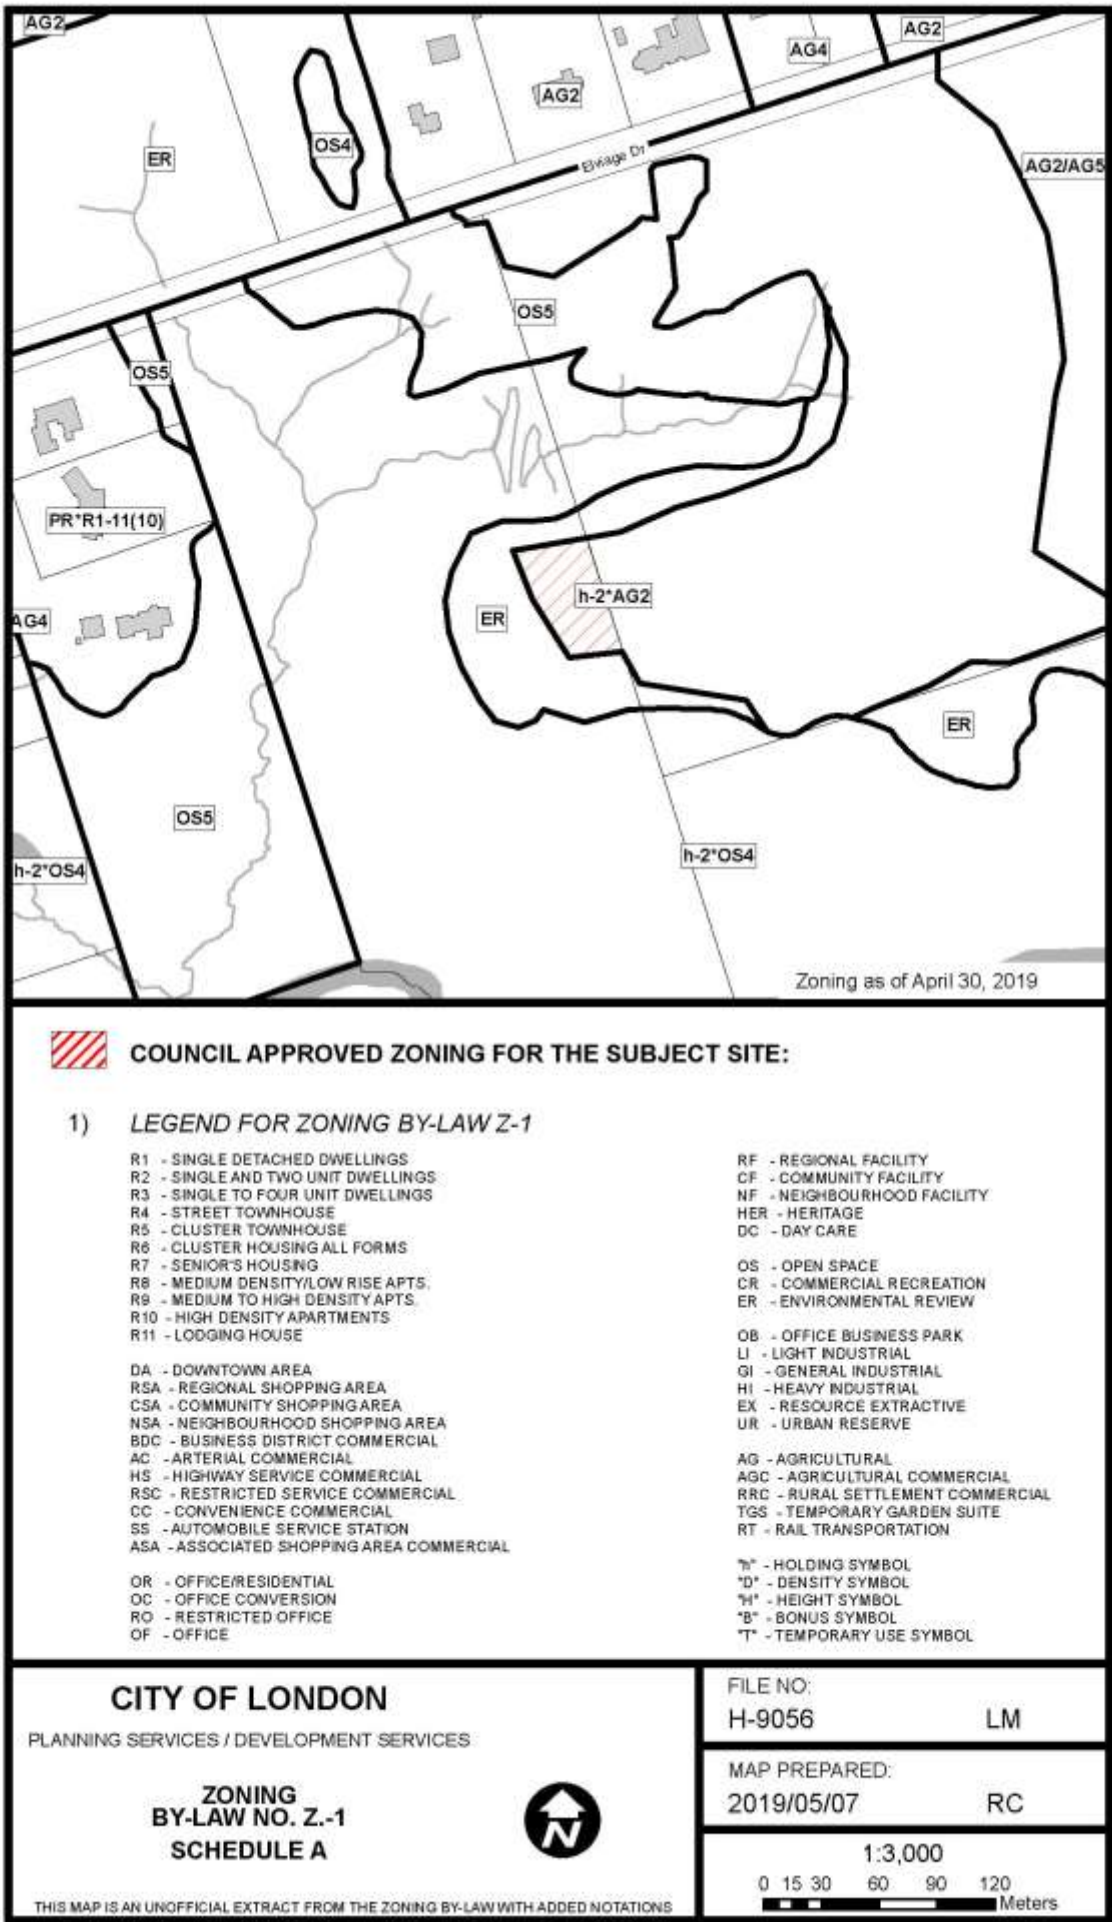 AG2
AG2
AG4
AG2
OS4
ER
Elviage Dr
AG2/AG5
OS5
OS5
PR*R1-11(10)
h-2*AG2
AG4
ER
ER
OS5
h-2*OS4
h-2*OS4
Zoning as of April 30, 2019
COUNCIL APPROVED ZONING FOR THE SUBJECT SITE:
1) LEGEND FOR ZONING BY-LAW Z-1
R1 - SINGLE DETACHED DWELLINGS
R2 - SINGLE AND TWO UNIT DWELLINGS
R3 - SINGLE TO FOUR UNIT DWELLINGS
R4 - STREET TOWNHOUSE
R5 - CLUSTER TOWNHOUSE
R6 - CLUSTER HOUSING ALL FORMS
R7 - SENIOR'S HOUSING
R8 - MEDIUM DENSITY/LOW RISE APTS.
R9 - MEDIUM TO HIGH DENSITY APTS.
R10 - HIGH DENSITY APARTMENTS
R11 - LODGING HOUSE
DA - DOWNTOWN AREA
RSA - REGIONAL SHOPPING AREA
CSA - COMMUNITY SHOPPING AREA
NSA - NEIGHBOURHOOD SHOPPING AREA
BDC - BUSINESS DISTRICT COMMERCIAL
AC - ARTERIAL COMMERCIAL
HS - HIGHWAY SERVICE COMMERCIAL
RSC - RESTRICTED SERVICE COMMERCIAL
CC - CONVENIENCE COMMERCIAL
SS - AUTOMOBILE SERVICE STATION
ASA - ASSOCIATED SHOPPING AREA COMMERCIAL
OR - OFFICE/RESIDENTIAL
OC - OFFICE CONVERSION
RO - RESTRICTED OFFICE
OF - OFFICE
RF - REGIONAL FACILITY
CF - COMMUNITY FACILITY
NF - NEIGHBOURHOOD FACILITY
HER - HERITAGE
DC - DAY CARE
OS - OPEN SPACE
CR - COMMERCIAL RECREATION
ER - ENVIRONMENTAL REVIEW
OB - OFFICE BUSINESS PARK
LI - LIGHT INDUSTRIAL
GI - GENERAL INDUSTRIAL
HI - HEAVY INDUSTRIAL
EX - RESOURCE EXTRACTIVE
UR - URBAN RESERVE
AG - AGRICULTURAL
AGC - AGRICULTURAL COMMERCIAL
RRC - RURAL SETTLEMENT COMMERCIAL
TGS - TEMPORARY GARDEN SUITE
RT - RAIL TRANSPORTATION
"h" - HOLDING SYMBOL
"D" - DENSITY SYMBOL
"H" - HEIGHT SYMBOL
"B" - BONUS SYMBOL
"T" - TEMPORARY USE SYMBOL
CITY OF LONDON
PLANNING SERVICES / DEVELOPMENT SERVICES
ZONING
BY-LAW NO. Z.-1
SCHEDULE A
N
THIS MAP IS AN UNOFFICIAL EXTRACT FROM THE ZONING BY-LAW WITH ADDED NOTATIONS
FILE NO:
H-9056 LM
MAP PREPARED:
2019/05/07 RC
1:3,000
0 15 30 60 90 120
Meters